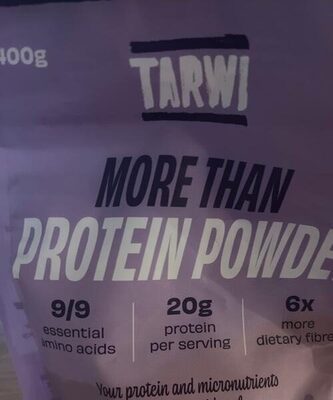 400g
TARWI
MORE THAN
PROTEIN POWDE
9/9
essential
amino acids
20g
protein
per serving
6x
more
dietary fibre
Your protein and micronutrients